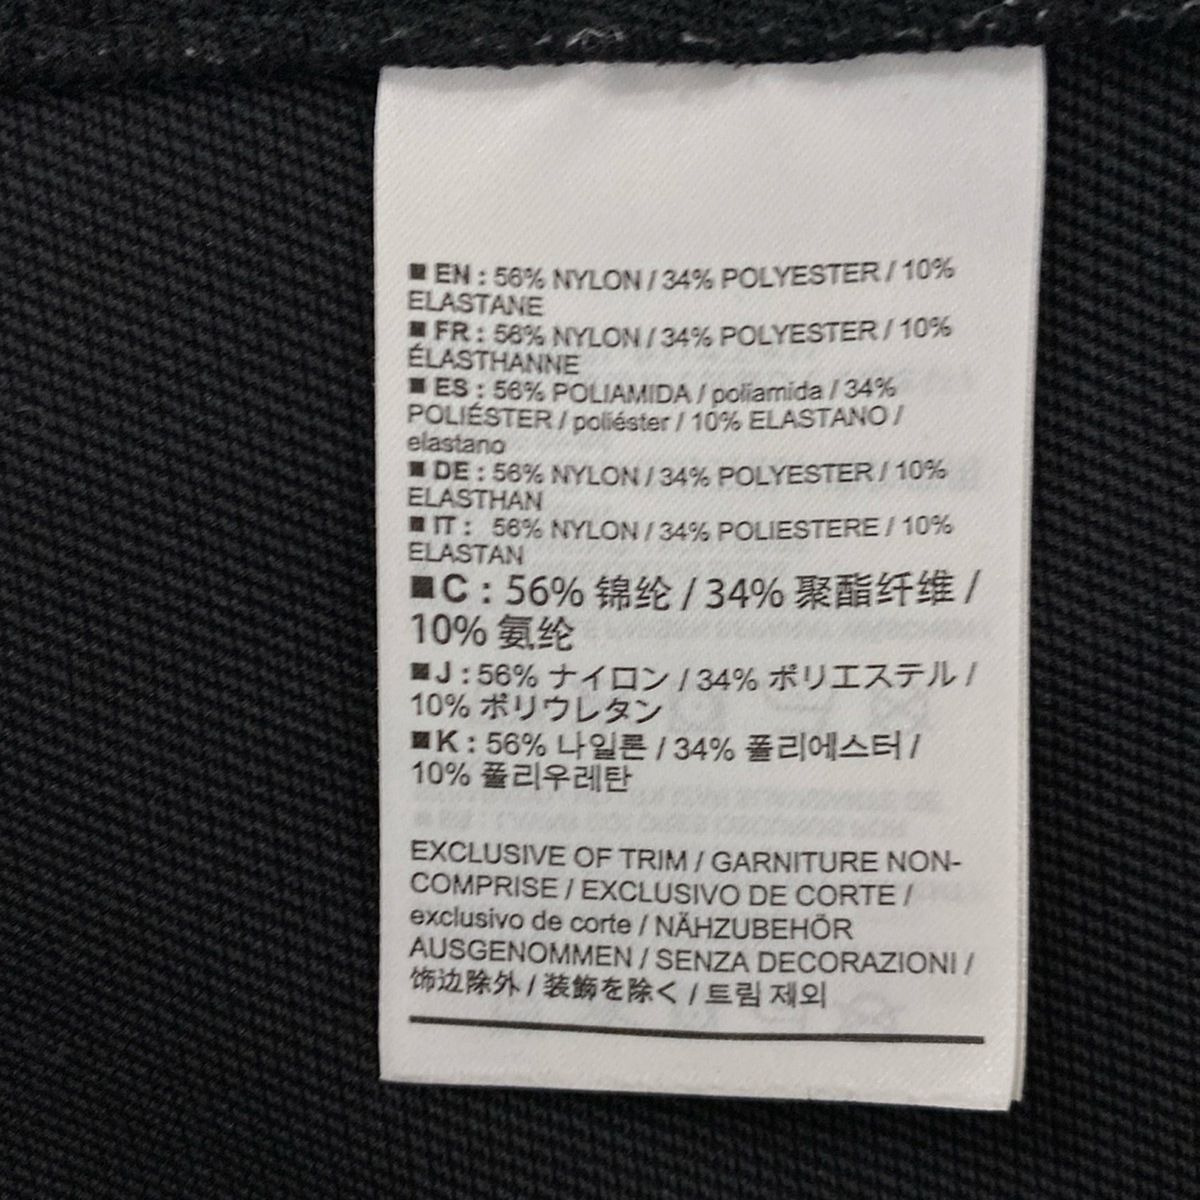 ■ EN : 56% NYLON / 34% POLYESTER / 10%
ELASTANE
■ FR : 56% NYLON / 34% POLYESTER / 10%
ÉLASTHANNE
■ ES : 56% POLIAMIDA / poliamida / 34%
POLIÉSTER / poliéster / 10% ELASTANO /
elastano
■ DE : 56% NYLON / 34% POLYESTER / 10%
ELASTHAN
■ IT : 56% NYLON / 34% POLIESTERE / 10%
ELASTAN
■ C : 56% 锦纶 / 34% 聚酯纤维 /
10% 氨纶
■ J : 56% ナイロン / 34% ポリエステル /
10% ポリウレタン
■ K : 56% 나일론 / 34% 폴리에스터 /
10% 폴리우레탄
EXCLUSIVE OF TRIM / GARNITURE NON-
COMPRISE / EXCLUSIVO DE CORTE /
exclusivo de corte / NÄHZUBEHÖR
AUSGENOMMEN / SENZA DECORAZIONI /
饰边除外 / 装飾を除く / 트림 제외